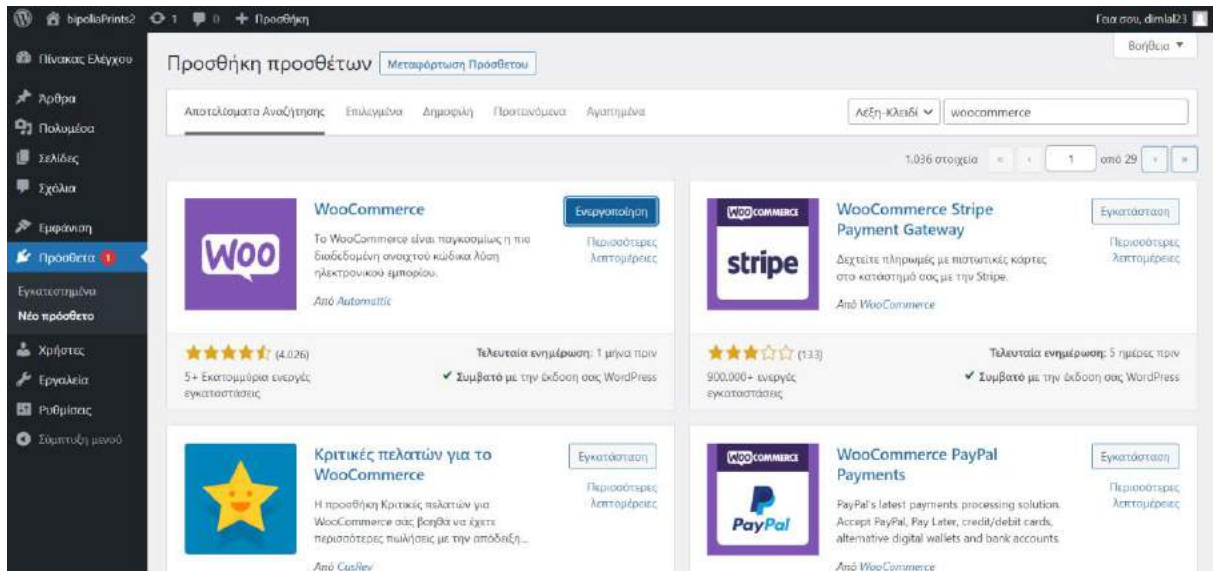 bipoliaPrints2 1 0 + Προσθήκη Γεια σου, dimlal23
Βοήθεια
Πίνακας Ελέγχου
Άρθρα
Πολυμέσα
Σελίδες
Σχόλια
Εμφάνιση
Πρόσθετα 1
Εγκατεστημένα
Νέο πρόσθετο
Χρήστες
Εργαλεία
Ρυθμίσεις
Σύμπτυξη μενού
Προσθήκη προσθέτων Μεταφόρτωση Πρόσθετου
Αποτελέσματα Αναζήτησης Επιλεγμένα Δημοφιλή Προτεινόμενα Αγαπημένα Λέξη-Κλειδί woocommerce
1.036 στοιχεία « ‹ 1 από 29 › »
WOO
WooCommerce
Ενεργοποίηση
Περισσότερες
λεπτομέρειες
Το WooCommerce είναι παγκοσμίως η πιο
διαδεδομένη ανοιχτού κώδικα λύση
ηλεκτρονικού εμπορίου.
Από Automattic
(4.026)
5+ Εκατομμύρια ενεργές
εγκαταστάσεις
Τελευταία ενημέρωση: 1 μήνα πριν
✔ Συμβατό με την έκδοση σας WordPress
WOO COMMERCE
stripe
WooCommerce Stripe
Payment Gateway
Εγκατάσταση
Περισσότερες
λεπτομέρειες
Δεχτείτε πληρωμές με πιστωτικές κάρτες
στο κατάστημά σας με την Stripe.
Από WooCommerce
(133)
900.000+ ενεργές
εγκαταστάσεις
Τελευταία ενημέρωση: 5 ημέρες πριν
✔ Συμβατό με την έκδοση σας WordPress
Κριτικές πελατών για το
WooCommerce
Εγκατάσταση
Περισσότερες
λεπτομέρειες
Η προσθήκη Κριτικές πελατών για
WooCommerce σάς βοηθά να έχετε
περισσότερες πωλήσεις με την απόδειξη...
Από CusRev
WOO COMMERCE
PayPal
WooCommerce PayPal
Payments
Εγκατάσταση
Περισσότερες
λεπτομέρειες
PayPal's latest payments processing solution.
Accept PayPal, Pay Later, credit/debit cards,
alternative digital wallets and bank accounts.
Από WooCommerce